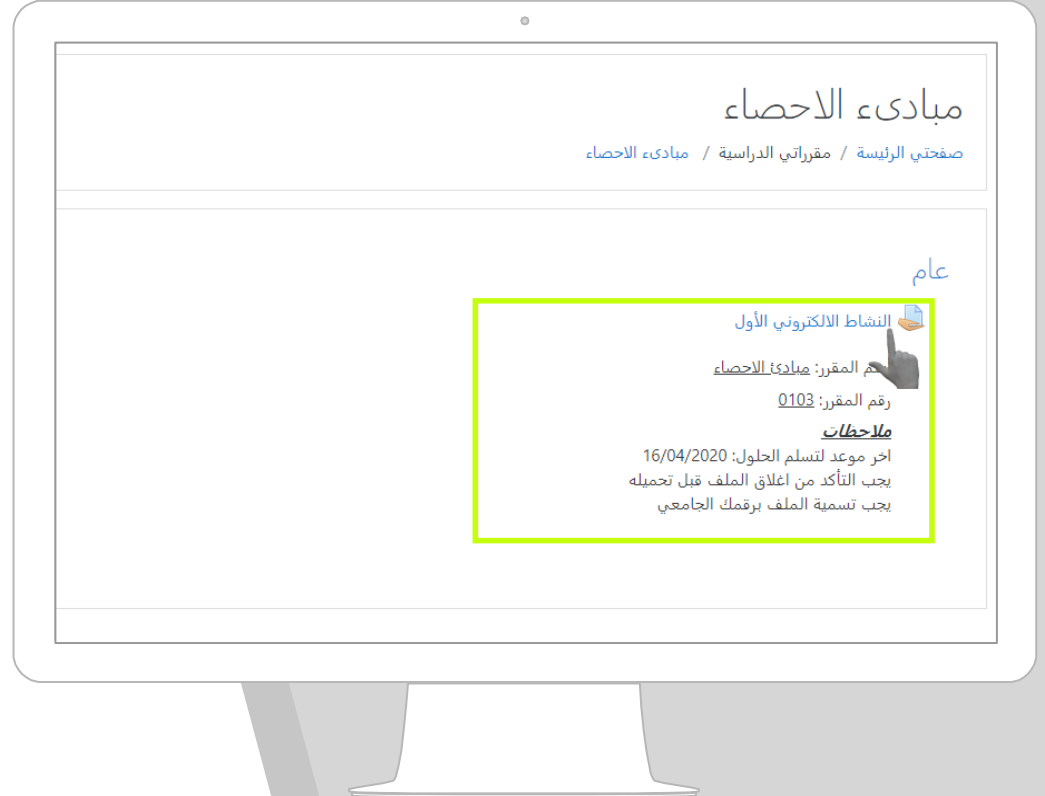 مبادىء الاحصاء
صفحتي الرئيسة / مقرراتي الدراسية / مبادىء الاحصاء
عام
النشاط الالكتروني الأول
المقرر: مبادئ الاحصاء
رقم المقرر: 0103
ملاحظات
اخر موعد لتسلم الحلول: 16/04/2020
يجب التأكد من اغلاق الملف قبل تحميله
يجب تسمية الملف برقمك الجامعي